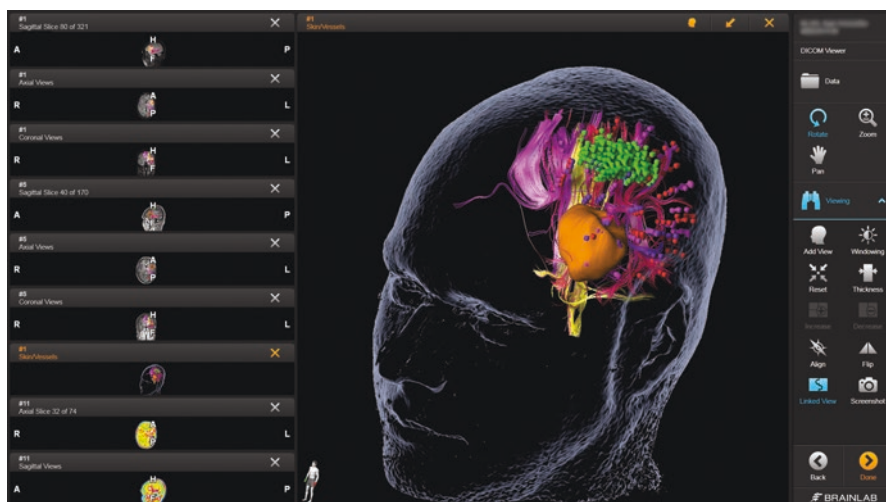 #1
Sagittal Slice 80 of 321
A
H
F
P
#1
Axial Views
R
A
P
L
#1
Coronal Views
R
H
F
L
#5
Sagittal Slice 40 of 170
A
H
F
P
#5
Axial Views
R
A
P
L
#5
Coronal Views
R
H
F
L
#1
Skin/Vessels
#11
Axial Slice 32 of 74
R
A
P
L
#11
Sagittal Views
A
H
P
#1
Skin/Vessels
DICOM Viewer
Data
Rotate
Zoom
Pan
Viewing
Add View
Windowing
Reset
Thickness
Increase
Decrease
Align
Flip
Linked View
Screenshot
Back
Done
BRAINLAB